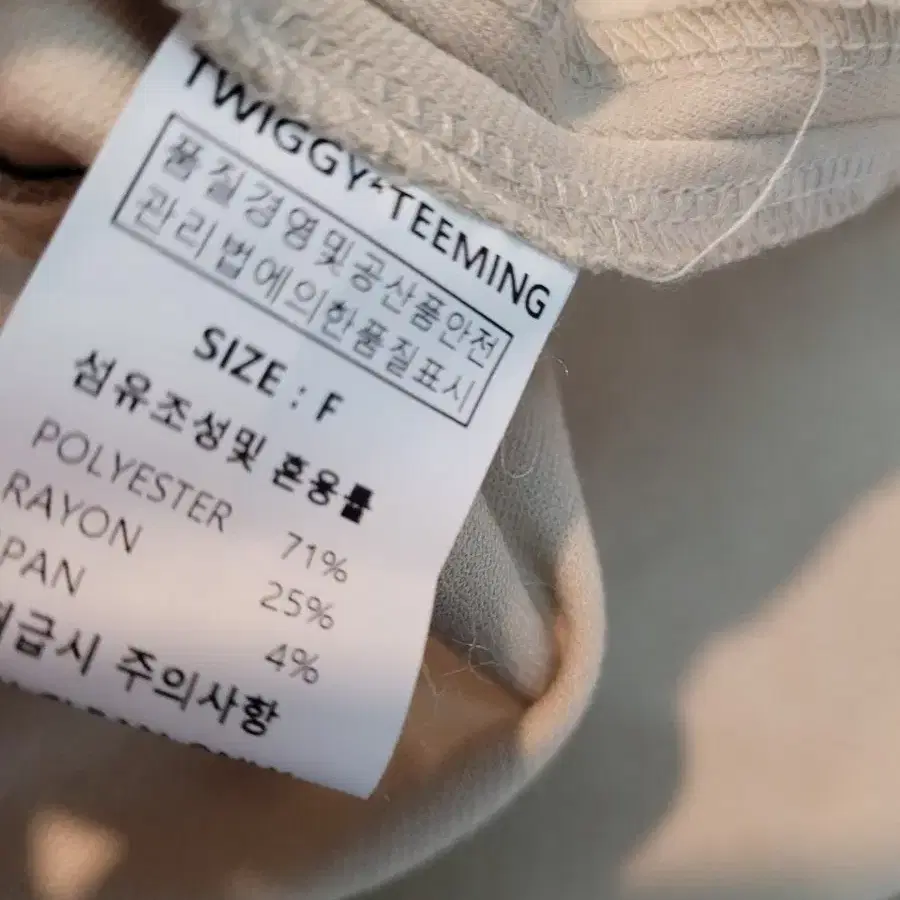 TWIGGY*TEEMING
품질경영및공산품안전
관리법에의한품질표시
SIZE : F
섬유조성및 혼용률
POLYESTER 71%
RAYON 25%
PAN 4%
급시 주의사항